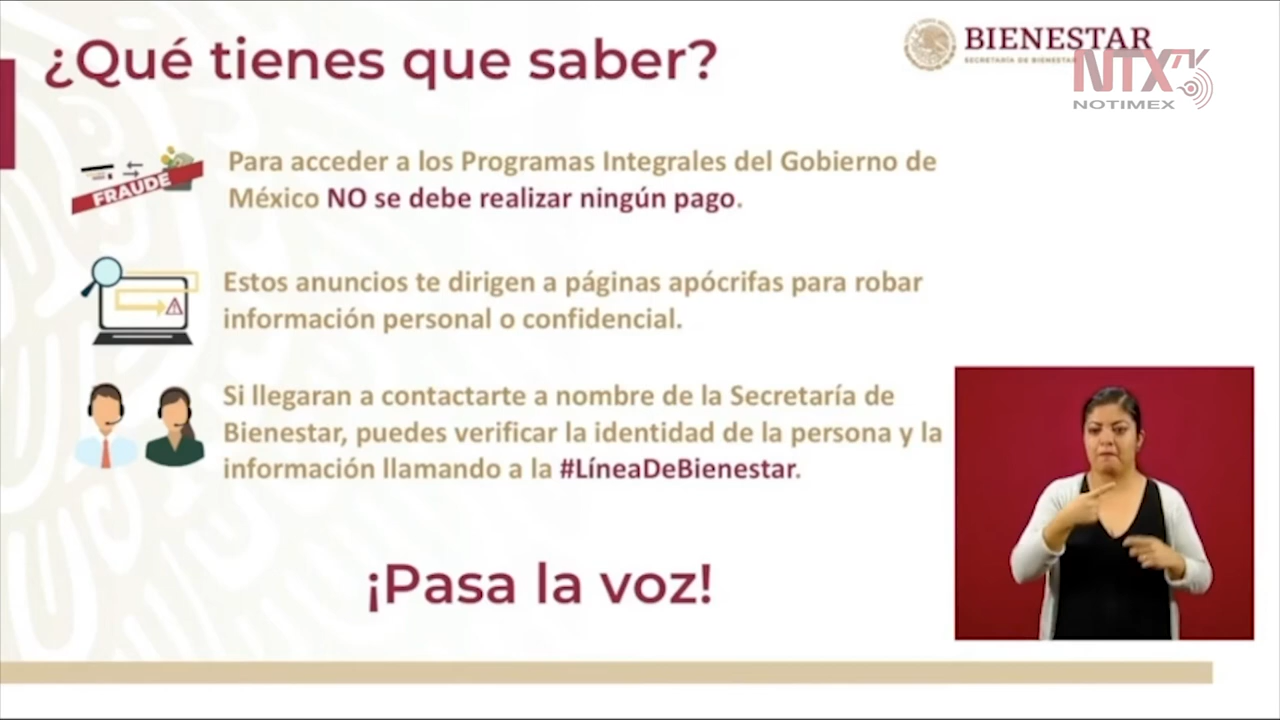 ¿Qué tienes que saber?
BIENESTAR
SECRETARÍA DE BIENESTAR
NTX
NOTIMEX
FRAUDE
Para acceder a los Programas Integrales del Gobierno de
México NO se debe realizar ningún pago.
Estos anuncios te dirigen a páginas apócrifas para robar
información personal o confidencial.
Si llegaran a contactarte a nombre de la Secretaría de
Bienestar, puedes verificar la identidad de la persona y la
información llamando a la #LíneaDeBienestar.
¡Pasa la voz!